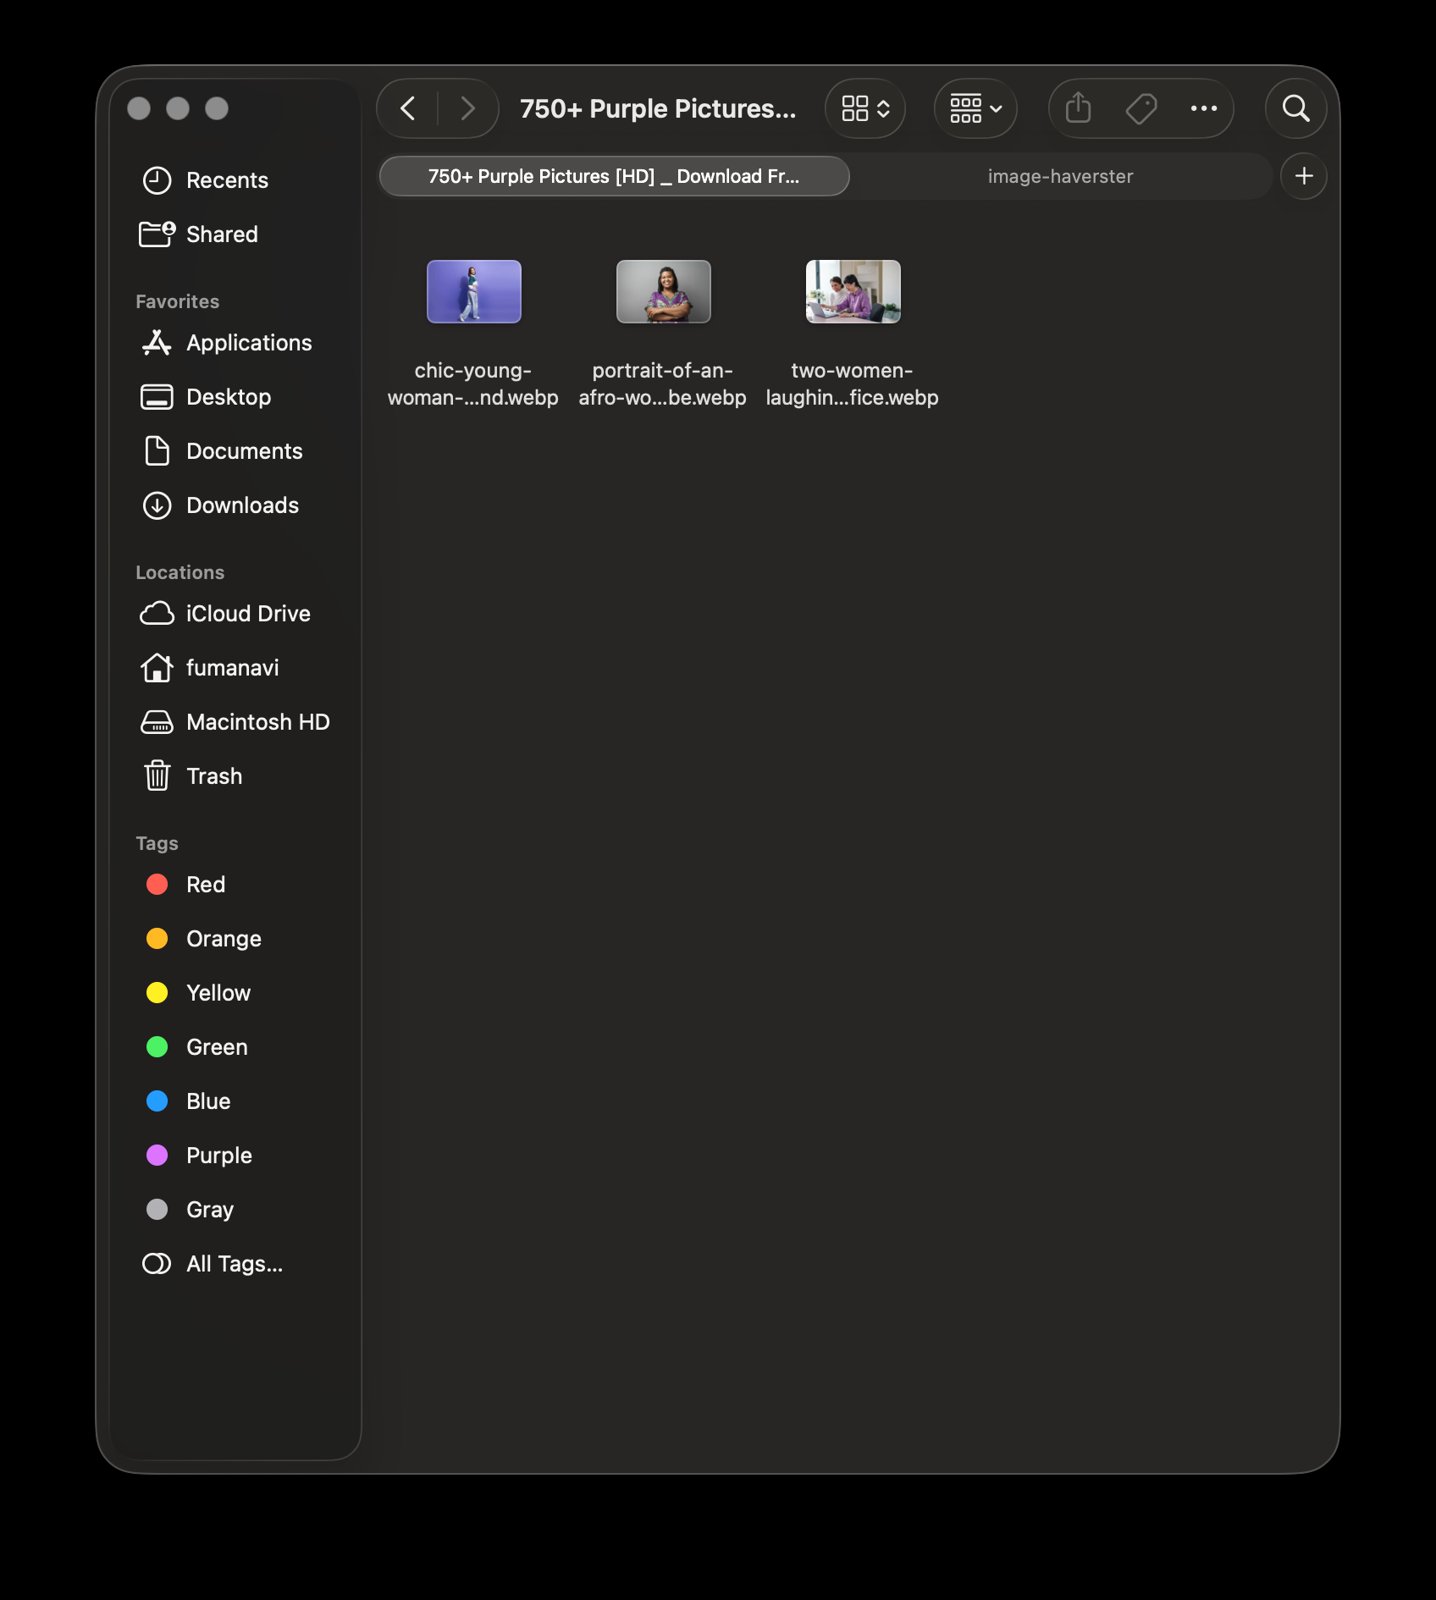 750+ Purple Pictures...
750+ Purple Pictures [HD] _ Download Fr...
image-haverster
Recents
Shared
Favorites
Applications
Desktop
Documents
Downloads
Locations
iCloud Drive
fumanavi
Macintosh HD
Trash
Tags
Red
Orange
Yellow
Green
Blue
Purple
Gray
All Tags...
chic-young-
woman-...nd.webp
portrait-of-an-
afro-wo...be.webp
two-women-
laughin...fice.webp